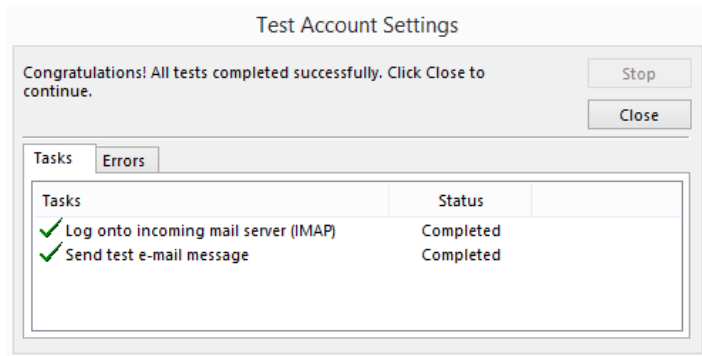 Test Account Settings
Congratulations! All tests completed successfully. Click Close to
continue.
Stop
Close
Tasks Errors
Tasks Status
Log onto incoming mail server (IMAP) Completed
Send test e-mail message Completed